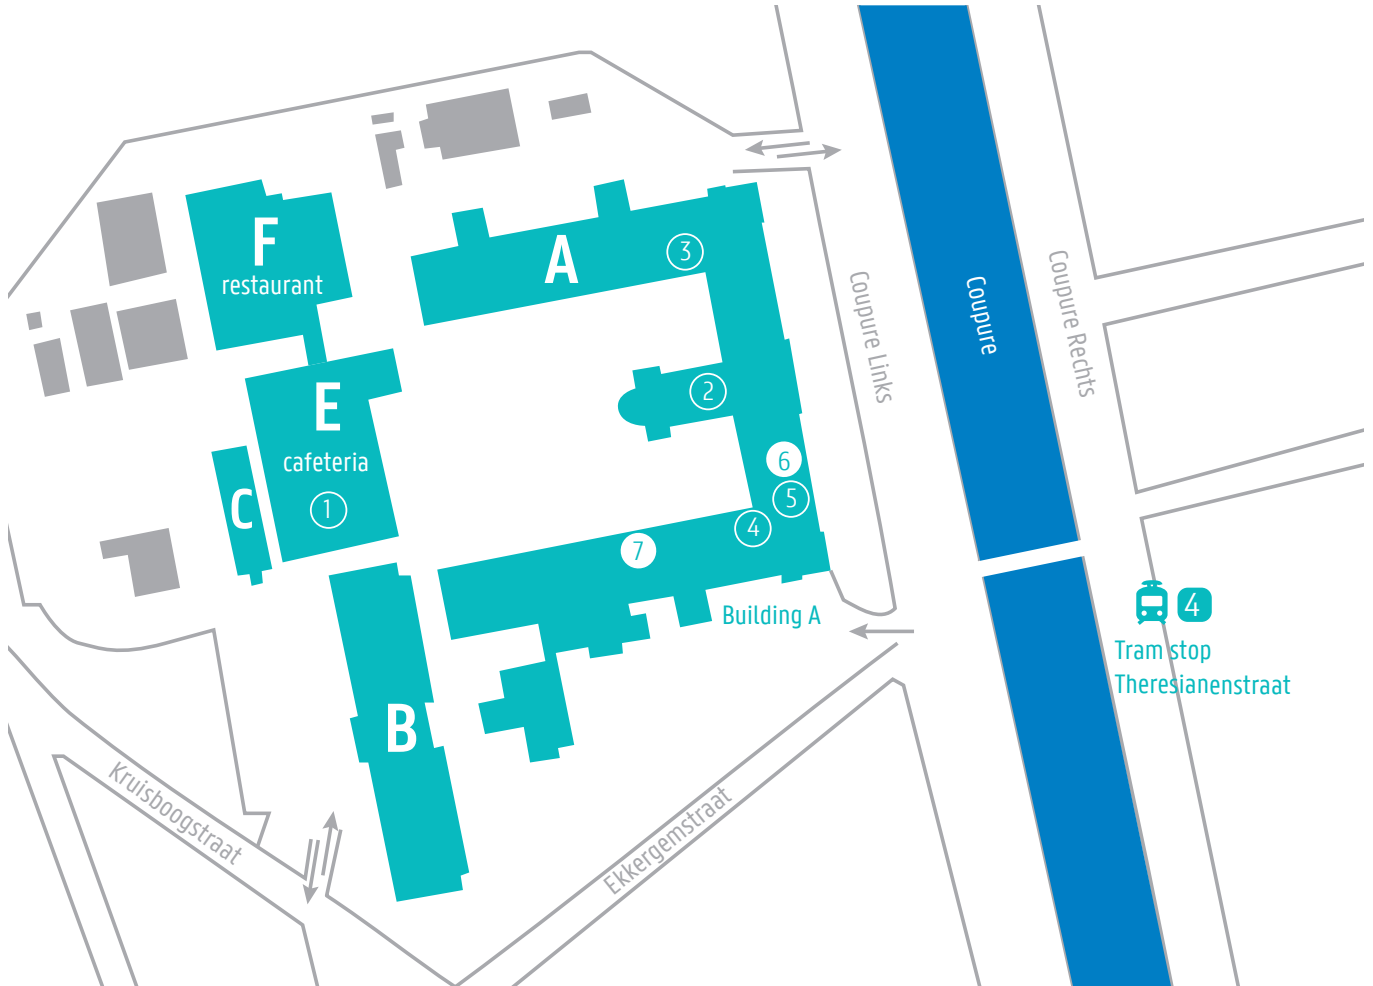 F
restaurant
A
3
E
cafeteria
1
C
2
6
5
4
7
Building A
B
Coupure Links
Coupure
Coupure Rechts
4
Tram stop
Theresianenstraat
Kruisboogstraat
Ekkergemstraat